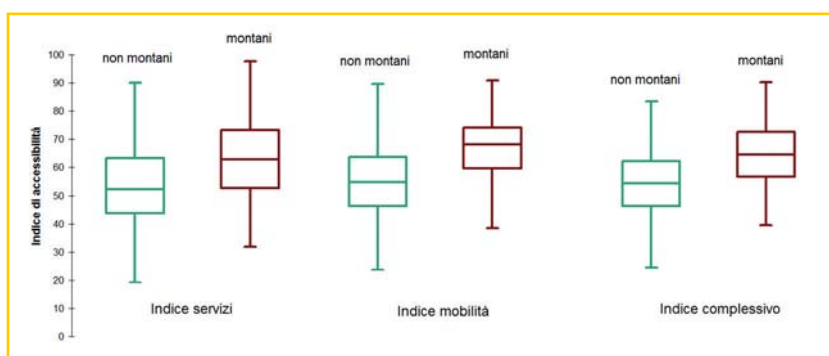 Indice di accessibilità
100
90
80
70
60
50
40
30
20
10
0
non montani
montani
Indice servizi
non montani
montani
Indice mobilità
non montani
montani
Indice complessivo